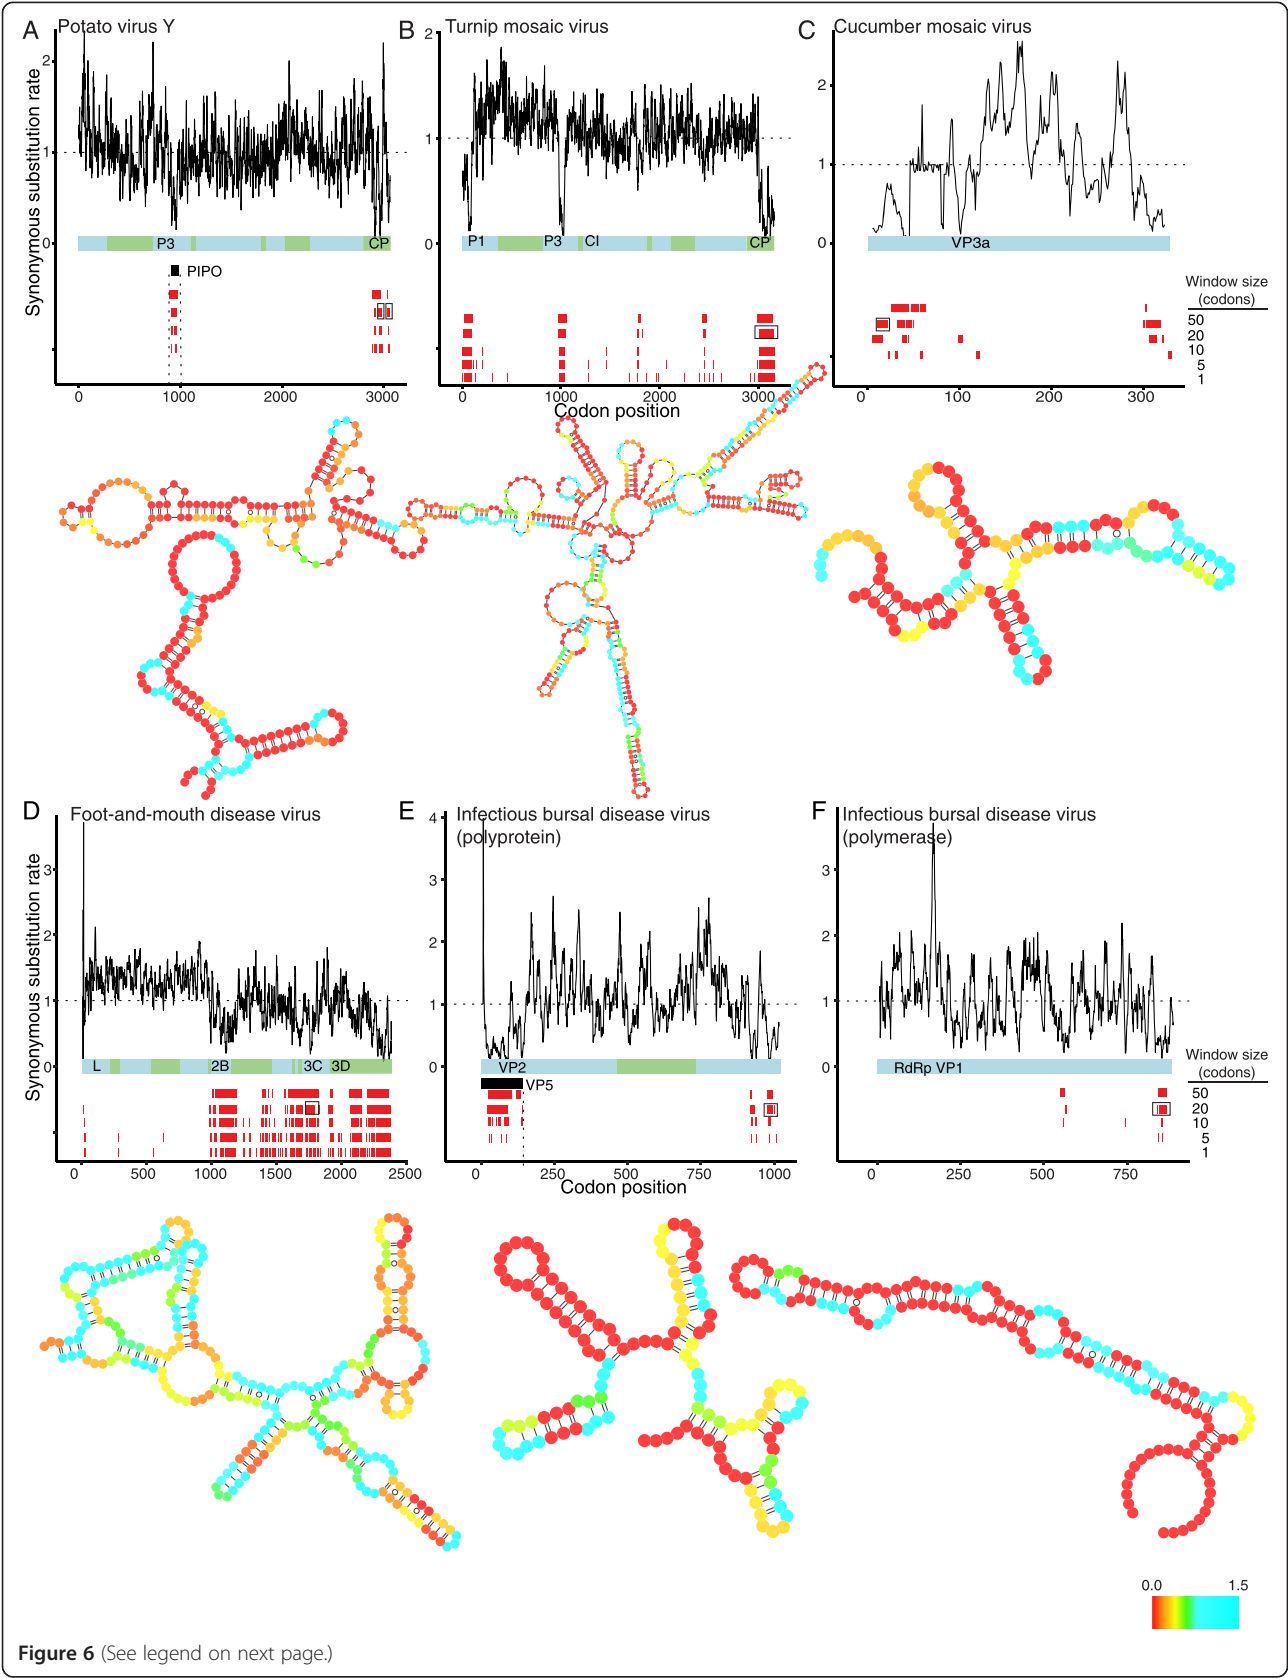 A Potato virus Y
Synonymous substitution rate
2
1
0
P3
CP
PIPO
0 1000 2000 3000
B Turnip mosaic virus
2
1
0
P1
P3
CI
CP
0 1000 2000 3000
Codon position
C Cucumber mosaic virus
2
1
0
VP3a
Window size
(codons)
50
20
10
5
1
0 100 200 300
D Foot-and-mouth disease virus
Synonymous substitution rate
3
2
1
0
L
2B
3C
3D
0 500 1000 1500 2000 2500
E Infectious bursal disease virus
(polyprotein)
4
3
2
1
0
VP2
VP5
0 250 500 750 1000
Codon position
F Infectious bursal disease virus
(polymerase)
3
2
1
0
RdRp VP1
Window size
(codons)
50
20
10
5
1
0 250 500 750
0.0 1.5
Figure 6 (See legend on next page.)